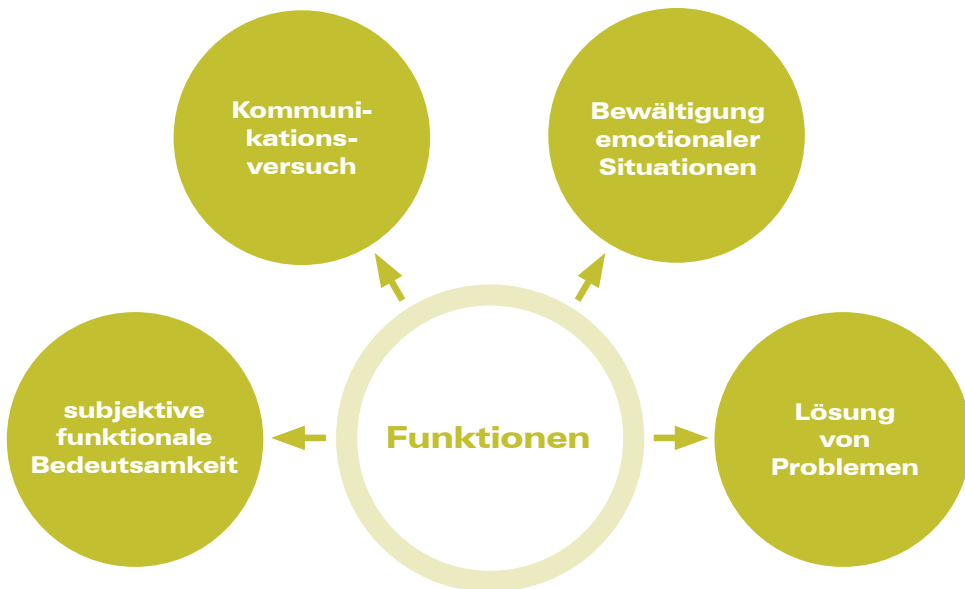 Kommuni-
kations-
versuch
Bewältigung
emotionaler
Situationen
subjektive
funktionale
Bedeutsamkeit
Funktionen
Lösung
von
Problemen